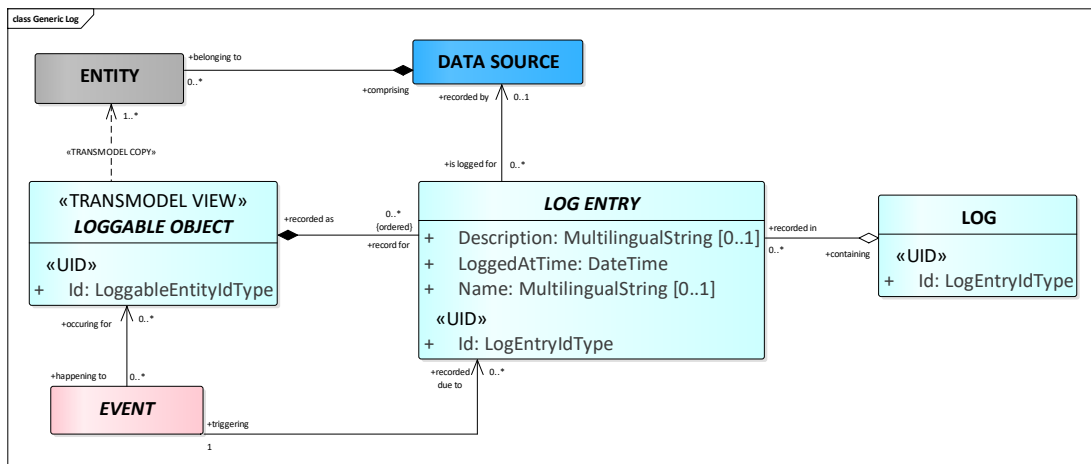 class Generic Log
ENTITY
+belonging to
0..*
+comprising
DATA SOURCE
+recorded by
0..1
1..*
«TRANSMODEL COPY»
+is logged for
0..*
«TRANSMODEL VIEW»
LOGGABLE OBJECT
«UID»
+ Id: LoggableEntityIdType
+recorded as
0..*
{ordered}
+record for
LOG ENTRY
+ Description: MultilingualString [0..1]
+ LoggedAtTime: DateTime
+ Name: MultilingualString [0..1]
«UID»
+ Id: LogEntryIdType
+recorded in
0..*
+containing
LOG
«UID»
+ Id: LogEntryIdType
+occuring for
0..*
+happening to
0..*
EVENT
+triggering
1
+recorded
due to
0..*